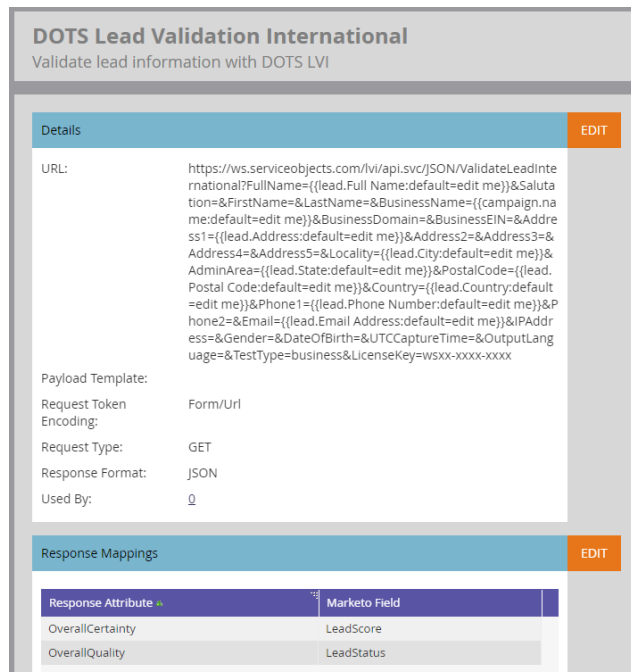 DOTS Lead Validation International
Validate lead information with DOTS LVI
Details
EDIT
URL:
https://ws.serviceobjects.com/lvi/api.svc/JSON/ValidateLeadInte
rnational?FullName={{lead.Full Name:default=edit me}}&Saluta
tion=&FirstName=&LastName=&BusinessName={{campaign.na
me:default=edit me}}&BusinessDomain=&BusinessEIN=&Addre
ss1={{lead.Address:default=edit me}}&Address2=&Address3=&
Address4=&Address5=&Locality={{lead.City:default=edit me}}&
AdminArea={{lead.State:default=edit me}}&PostalCode={{lead.
Postal Code:default=edit me}}&Country={{lead.Country:default
=edit me}}&Phone1={{lead.Phone Number:default=edit me}}&P
hone2=&Email={{lead.Email Address:default=edit me}}&IPAddr
ess=&Gender=&DateOfBirth=&UTCCaptureTime=&OutputLang
uage=&TestType=business&LicenseKey=wsxx-xxxx-xxxx
Payload Template:
Request Token
Encoding:
Form/Url
Request Type:
GET
Response Format:
JSON
Used By:
0
Response Mappings
EDIT
Response Attribute
Marketo Field
OverallCertainty
LeadScore
OverallQuality
LeadStatus